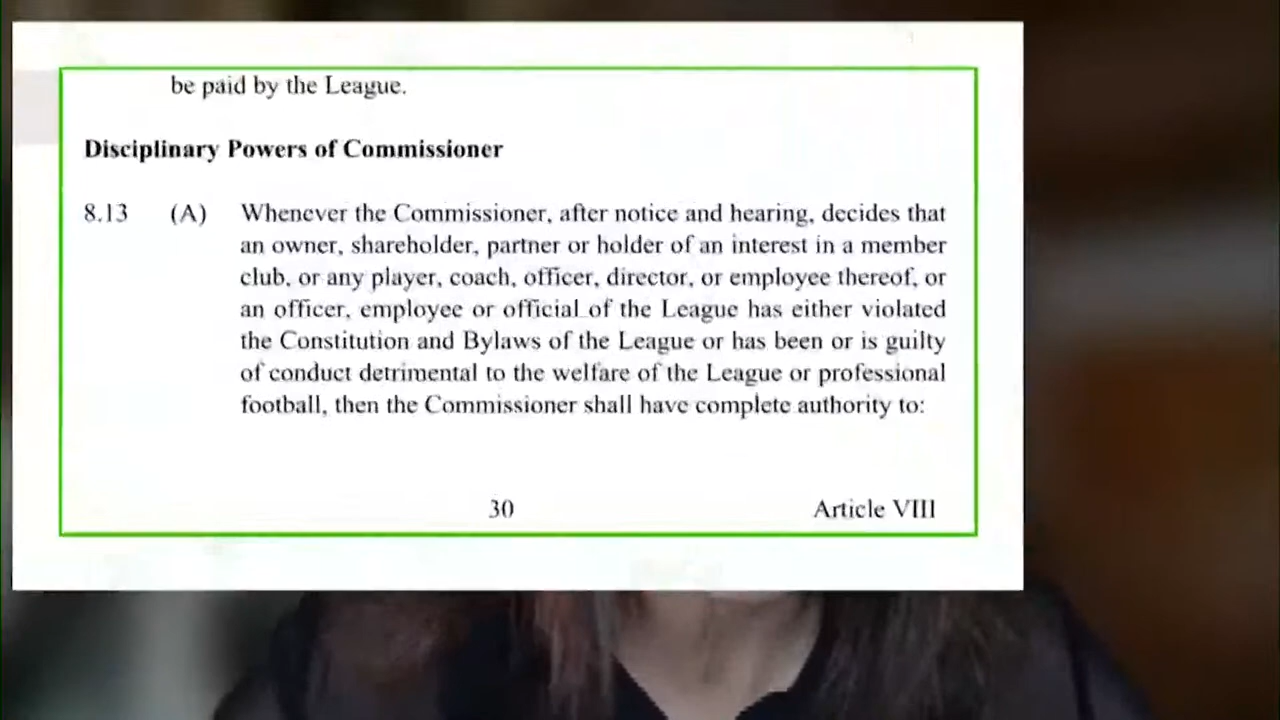 be paid by the League.
Disciplinary Powers of Commissioner
8.13 (A) Whenever the Commissioner, after notice and hearing, decides that
an owner, shareholder, partner or holder of an interest in a member
club, or any player, coach, officer, director, or employee thereof, or
an officer, employee or official of the League has either violated
the Constitution and Bylaws of the League or has been or is guilty
of conduct detrimental to the welfare of the League or professional
football, then the Commissioner shall have complete authority to:
30 Article VIII